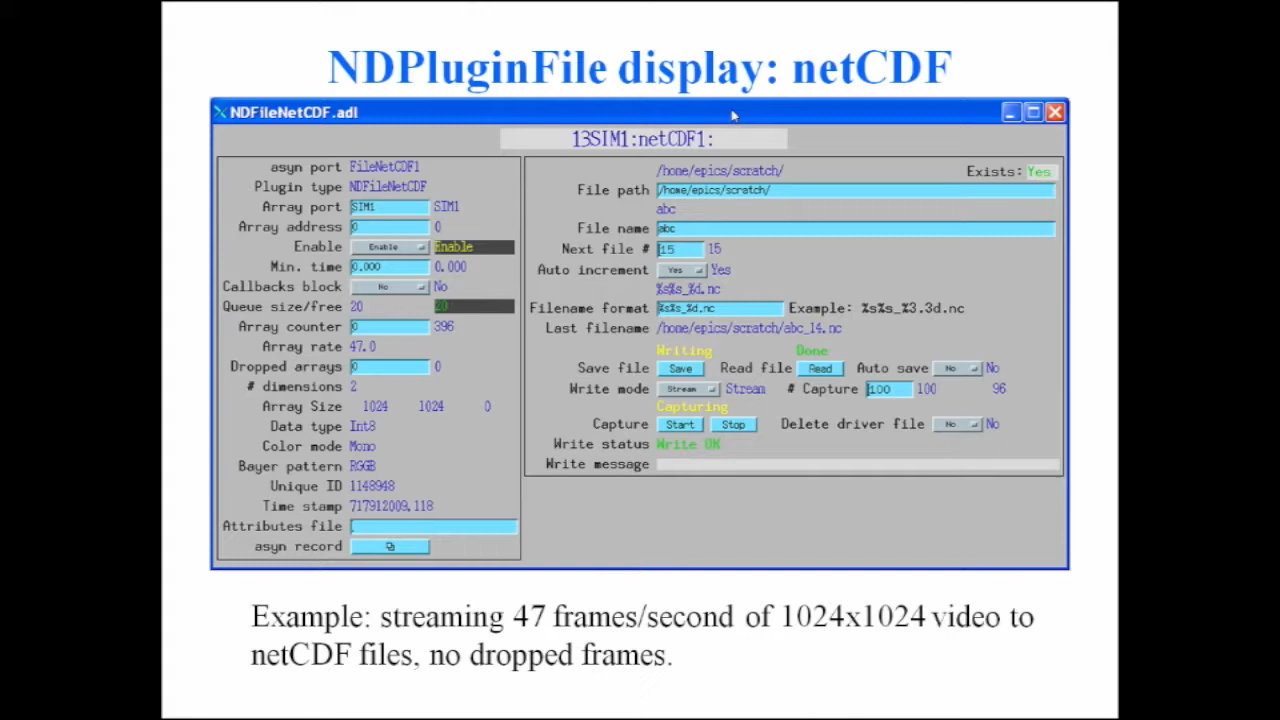 NDPluginFile display: netCDF
NDFileNetCDF.adl
13SIM1:netCDF1:
asyn port FileNetCDF1
Plugin type NDFileNetCDF
Array port SIM1 SIM1
Array address 0 0
Enable Enable Enable
Min. time 0.000 0.000
Callbacks block No No
Queue size/free 20 20
Array counter 0 396
Array rate 47.0
Dropped arrays 0 0
# dimensions 2
Array Size 1024 1024 0
Data type Int8
Color mode Mono
Bayer pattern RGGB
Unique ID 1148948
Time stamp 717912009.118
Attributes file
asyn record
/home/epics/scratch/ Exists: Yes
File path /home/epics/scratch/
abc
File name abc
Next file # 15 15
Auto increment Yes Yes
%s%s_%d.nc
Filename format %s%s_%d.nc Example: %s%s_%3.3d.nc
Last filename /home/epics/scratch/abc_14.nc
Writing Done
Save file Save Read file Read Auto save No No
Write mode Stream Stream # Capture 100 100 96
Capturing
Capture Start Stop Delete driver file No No
Write status Write OK
Write message
Example: streaming 47 frames/second of 1024x1024 video to
netCDF files, no dropped frames.